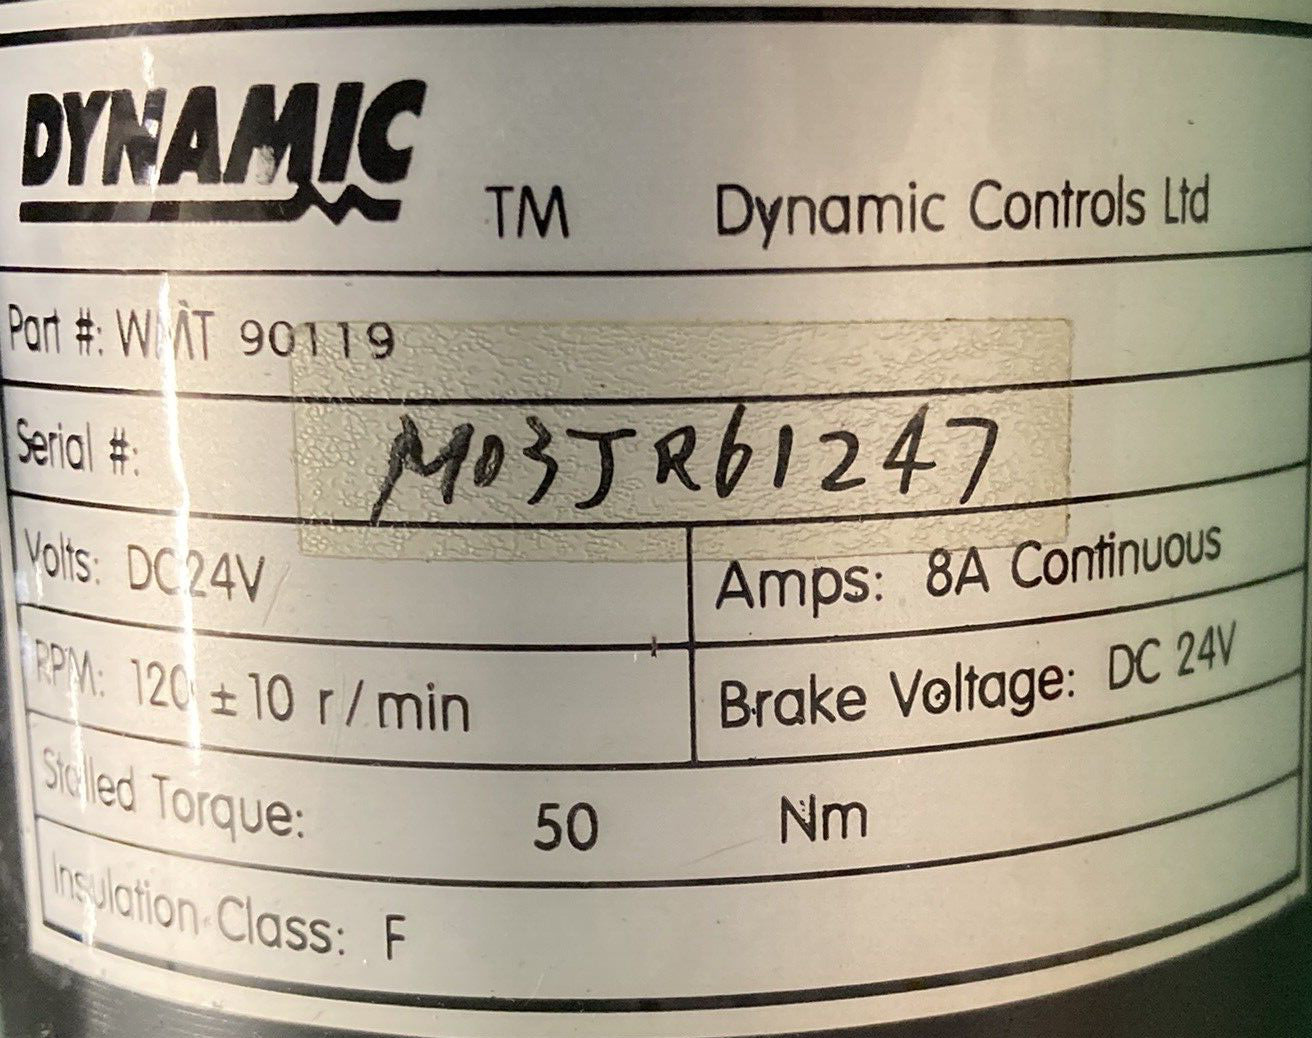 DYNAMIC TM Dynamic Controls Ltd
Part #: WMT 90119
Serial #: M03JR61247
Volts: DC24V Amps: 8A Continuous
RPM: 120 ± 10 r/min Brake Voltage: DC 24V
Stalled Torque: 50 Nm
Insulation Class: F